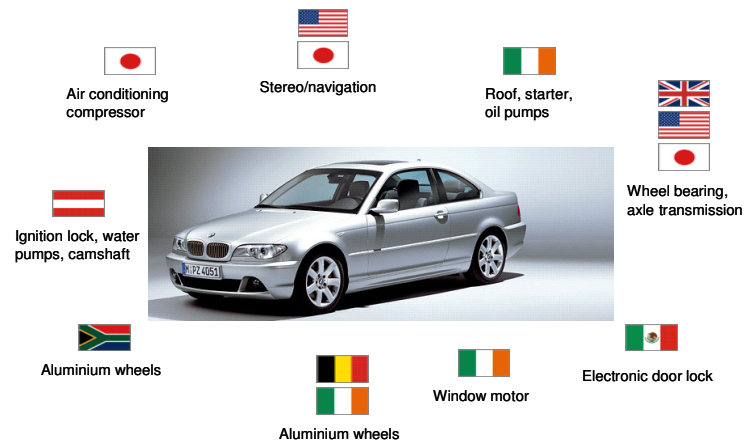 Air conditioning
compressor
Stereo/navigation
Roof, starter,
oil pumps
Wheel bearing,
axle transmission
Ignition lock, water
pumps, camshaft
M:PZ 4051
Aluminium wheels
Aluminium wheels
Window motor
Electronic door lock